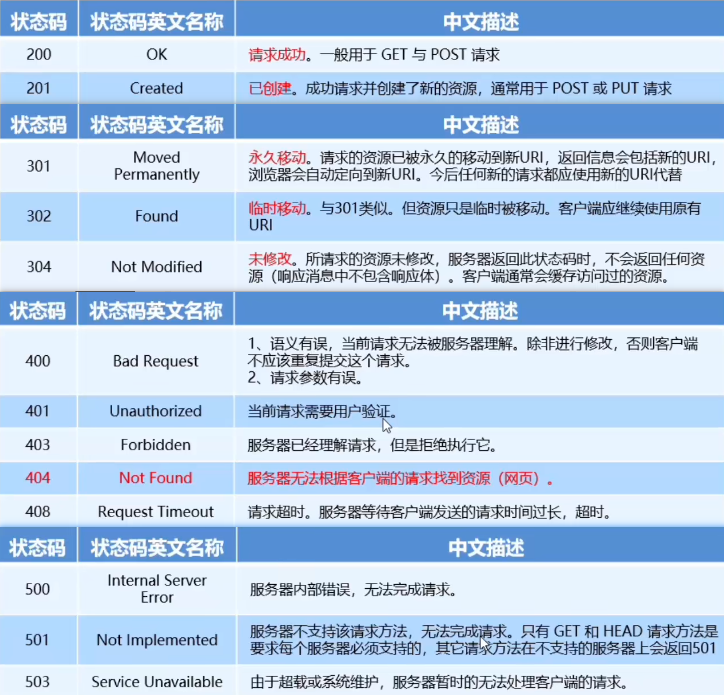 状态码 状态码英文名称 中文描述
200 OK 请求成功。一般用于 GET 与 POST 请求
201 Created 已创建。成功请求并创建了新的资源，通常用于 POST 或 PUT 请求
状态码 状态码英文名称 中文描述
301 Moved Permanently 永久移动。请求的资源已被永久的移动到新URI，返回信息会包括新的URI，
浏览器会自动定向到新URI。今后任何新的请求都应使用新的URI代替
302 Found 临时移动。与301类似。但资源只是临时被移动。客户端应继续使用原有
URI
304 Not Modified 未修改。所请求的资源未修改，服务器返回此状态码时，不会返回任何资
源（响应消息中不包含响应体）。客户端通常会缓存访问过的资源。
状态码 状态码英文名称 中文描述
400 Bad Request 1、语义有误，当前请求无法被服务器理解。除非进行修改，否则客户端
不应该重复提交这个请求。
2、请求参数有误。
401 Unauthorized 当前请求需要用户验证。
403 Forbidden 服务器已经理解请求，但是拒绝执行它。
404 Not Found 服务器无法根据客户端的请求找到资源（网页）。
408 Request Timeout 请求超时。服务器等待客户端发送的请求时间过长，超时。
状态码 状态码英文名称 中文描述
500 Internal Server Error 服务器内部错误，无法完成请求。
501 Not Implemented 服务器不支持该请求方法，无法完成请求。只有 GET 和 HEAD 请求方法是
要求每个服务器必须支持的，其它请求方法在不支持的服务器上会返回501
503 Service Unavailable 由于超载或系统维护，服务器暂时的无法处理客户端的请求。